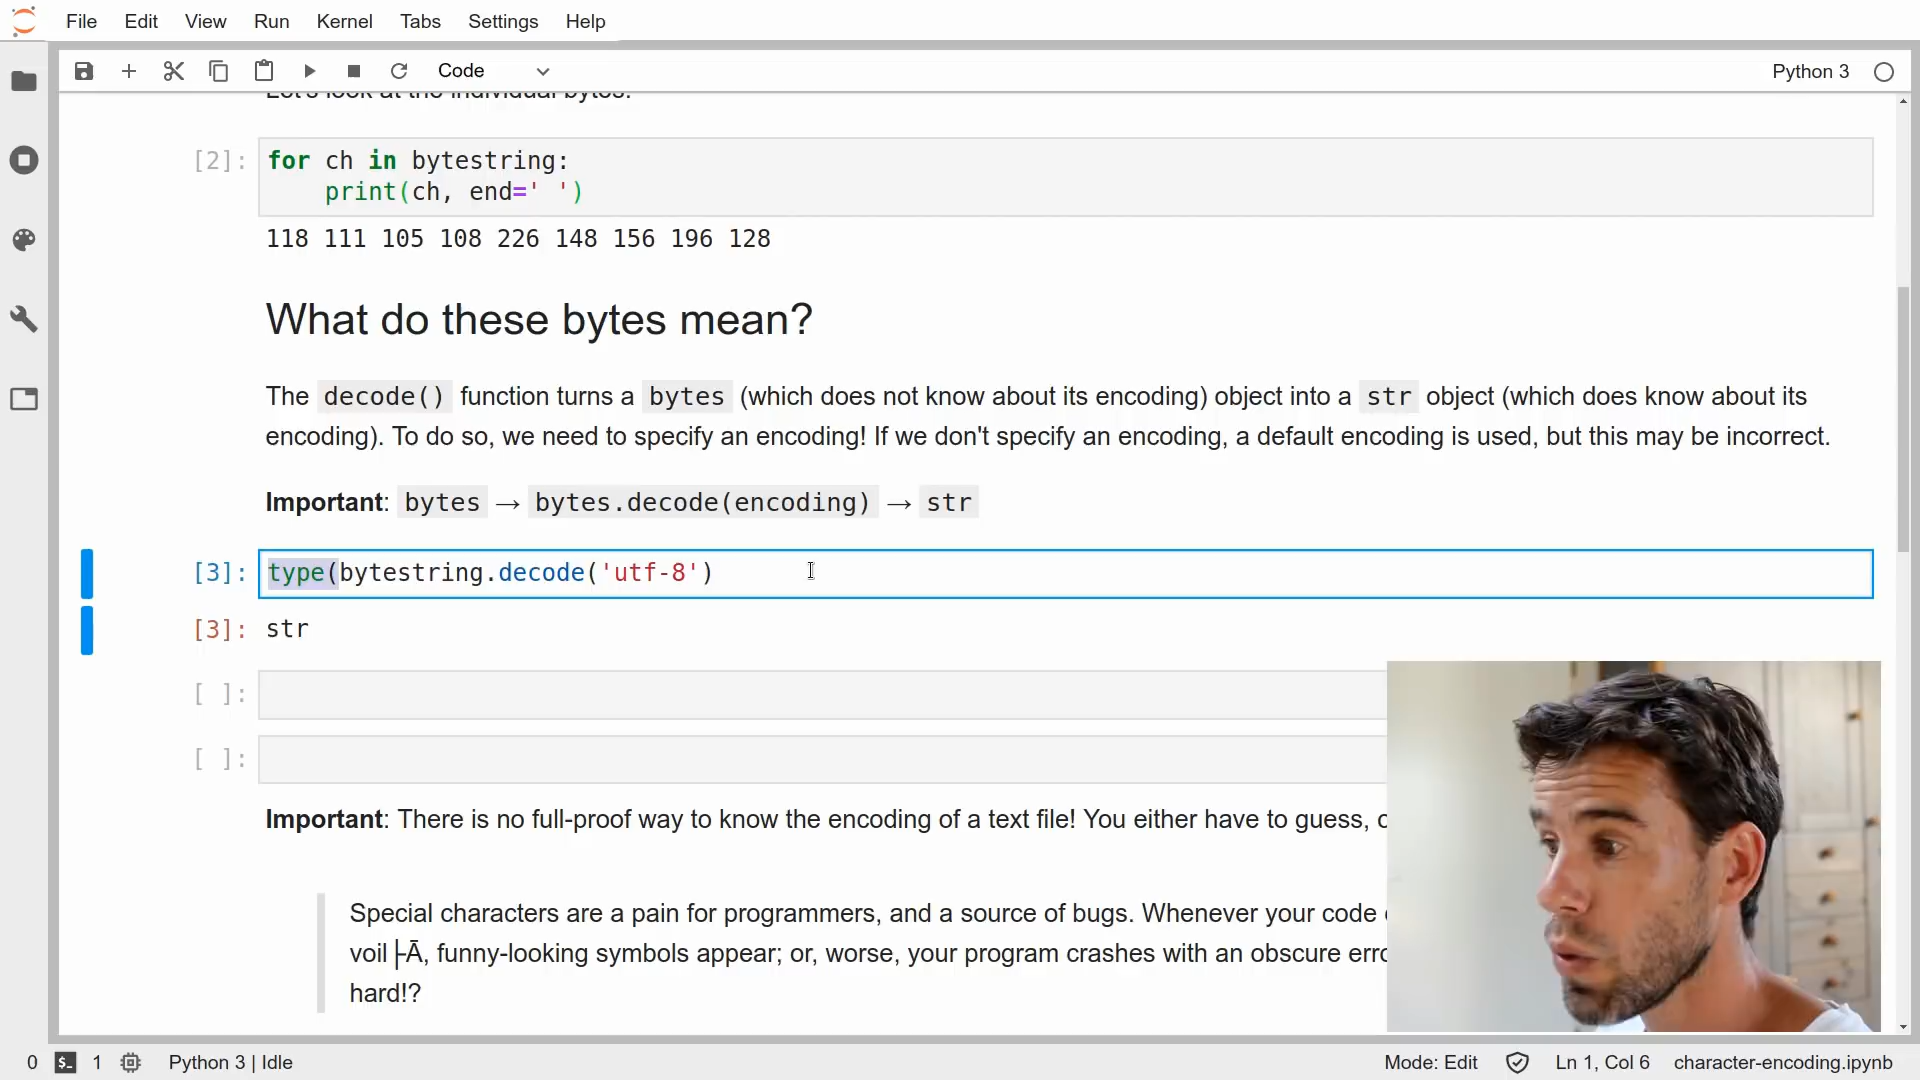 File Edit View Run Kernel Tabs Settings Help
Code
Python 3
Let's look at the individual bytes:
[2]: for ch in bytestring:
print(ch, end=' ')
118 111 105 108 226 148 156 196 128
What do these bytes mean?
The decode() function turns a bytes (which does not know about its encoding) object into a str object (which does know about its
encoding). To do so, we need to specify an encoding! If we don't specify an encoding, a default encoding is used, but this may be incorrect.
Important: bytes → bytes.decode(encoding) → str
[3]: type(bytestring.decode('utf-8')
[3]: str
[ ]:
[ ]:
Important: There is no full-proof way to know the encoding of a text file! You either have to guess, o
Special characters are a pain for programmers, and a source of bugs. Whenever your code
voil├Ā, funny-looking symbols appear; or, worse, your program crashes with an obscure erro
hard!?
0 $_ 1 Python 3 | Idle Mode: Edit Ln 1, Col 6 character-encoding.ipynb